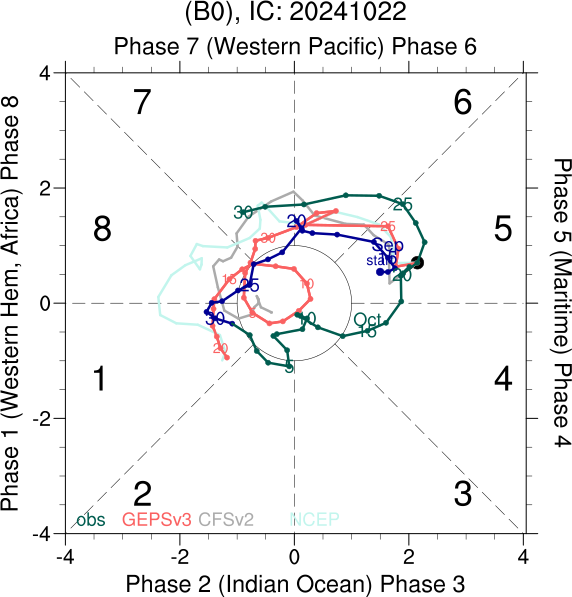 (B0), IC: 20241022
Phase 7 (Western Pacific) Phase 6
Phase 1 (Western Hem, Africa) Phase 8
Phase 5 (Maritime) Phase 4
4
2
0
-2
-4
7
6
8
5
1
4
2
3
30
20
25
25
30
Sep
15
start
20
15
25
10
5
30
10
Oct
15
20
5
obs GEPSv3 CFSv2 NCEP
-4 -2 0 2 4
Phase 2 (Indian Ocean) Phase 3